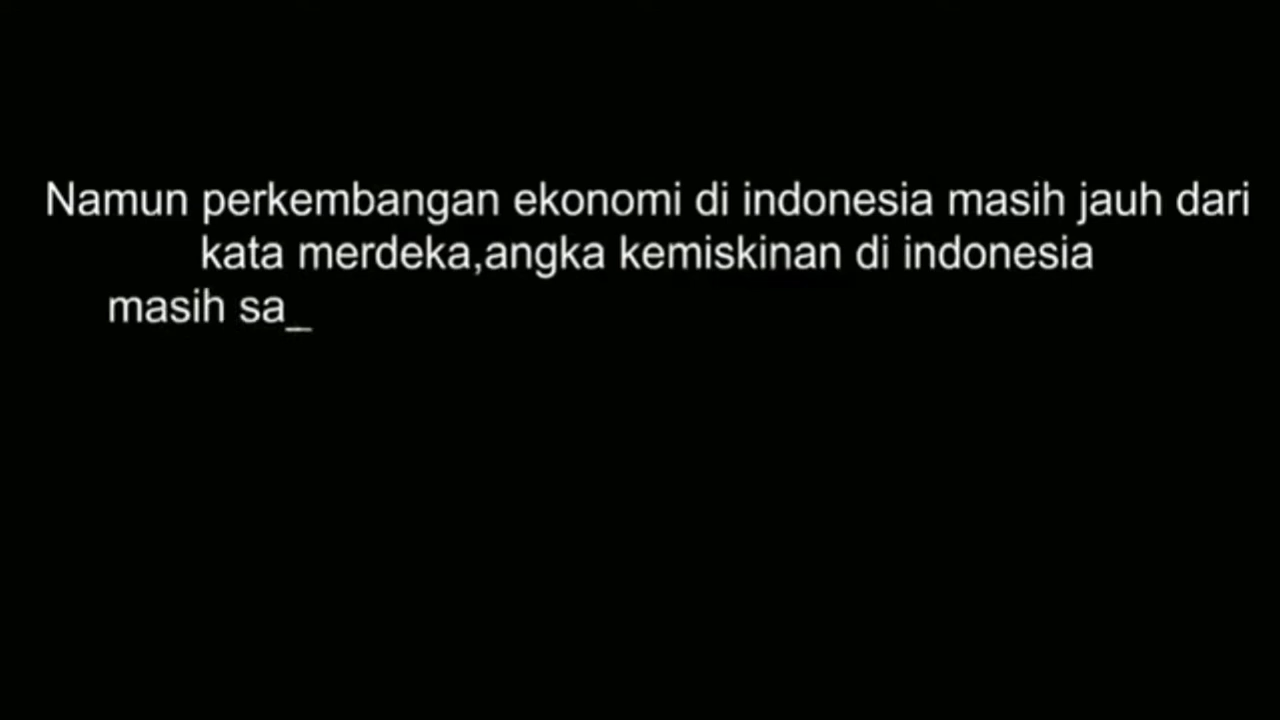 Namun perkembangan ekonomi di indonesia masih jauh dari
kata merdeka,angka kemiskinan di indonesia
masih sa_